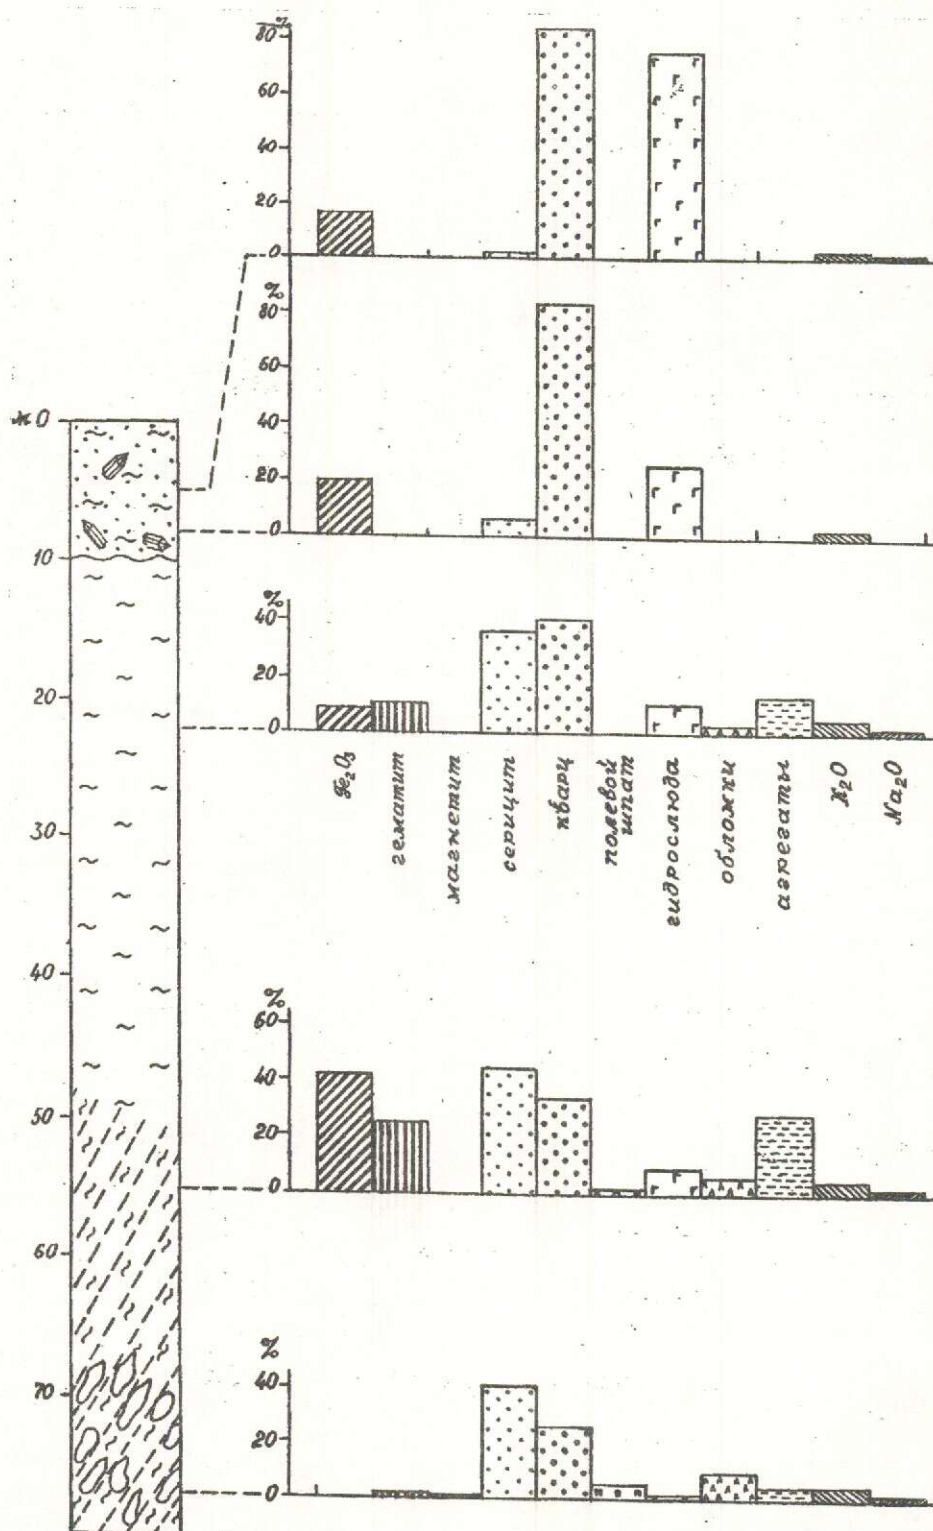 80%
60
40
20
0
%
80
60
40
20
0
м 0
10
20
30
40
50
60
70
%
40
20
0
Fe₂O₃
гематит
магнетит
серицит
кварц
полевой
шпат
гидрослюда
обломки
агрегаты
K₂O
Na₂O
%
60
40
20
0
%
40
20
0